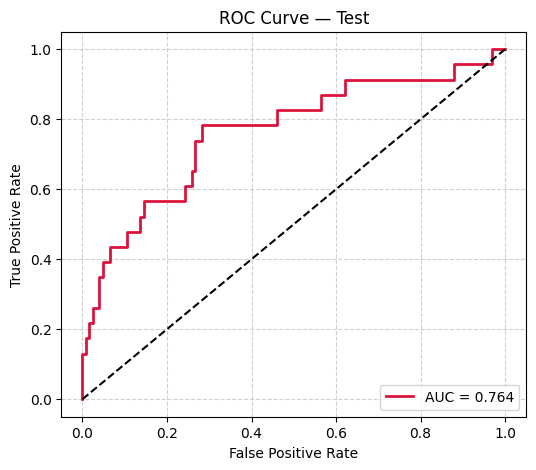 ROC Curve — Test
1.0
0.8
0.6
0.4
0.2
0.0
True Positive Rate
AUC = 0.764
0.0 0.2 0.4 0.6 0.8 1.0
False Positive Rate